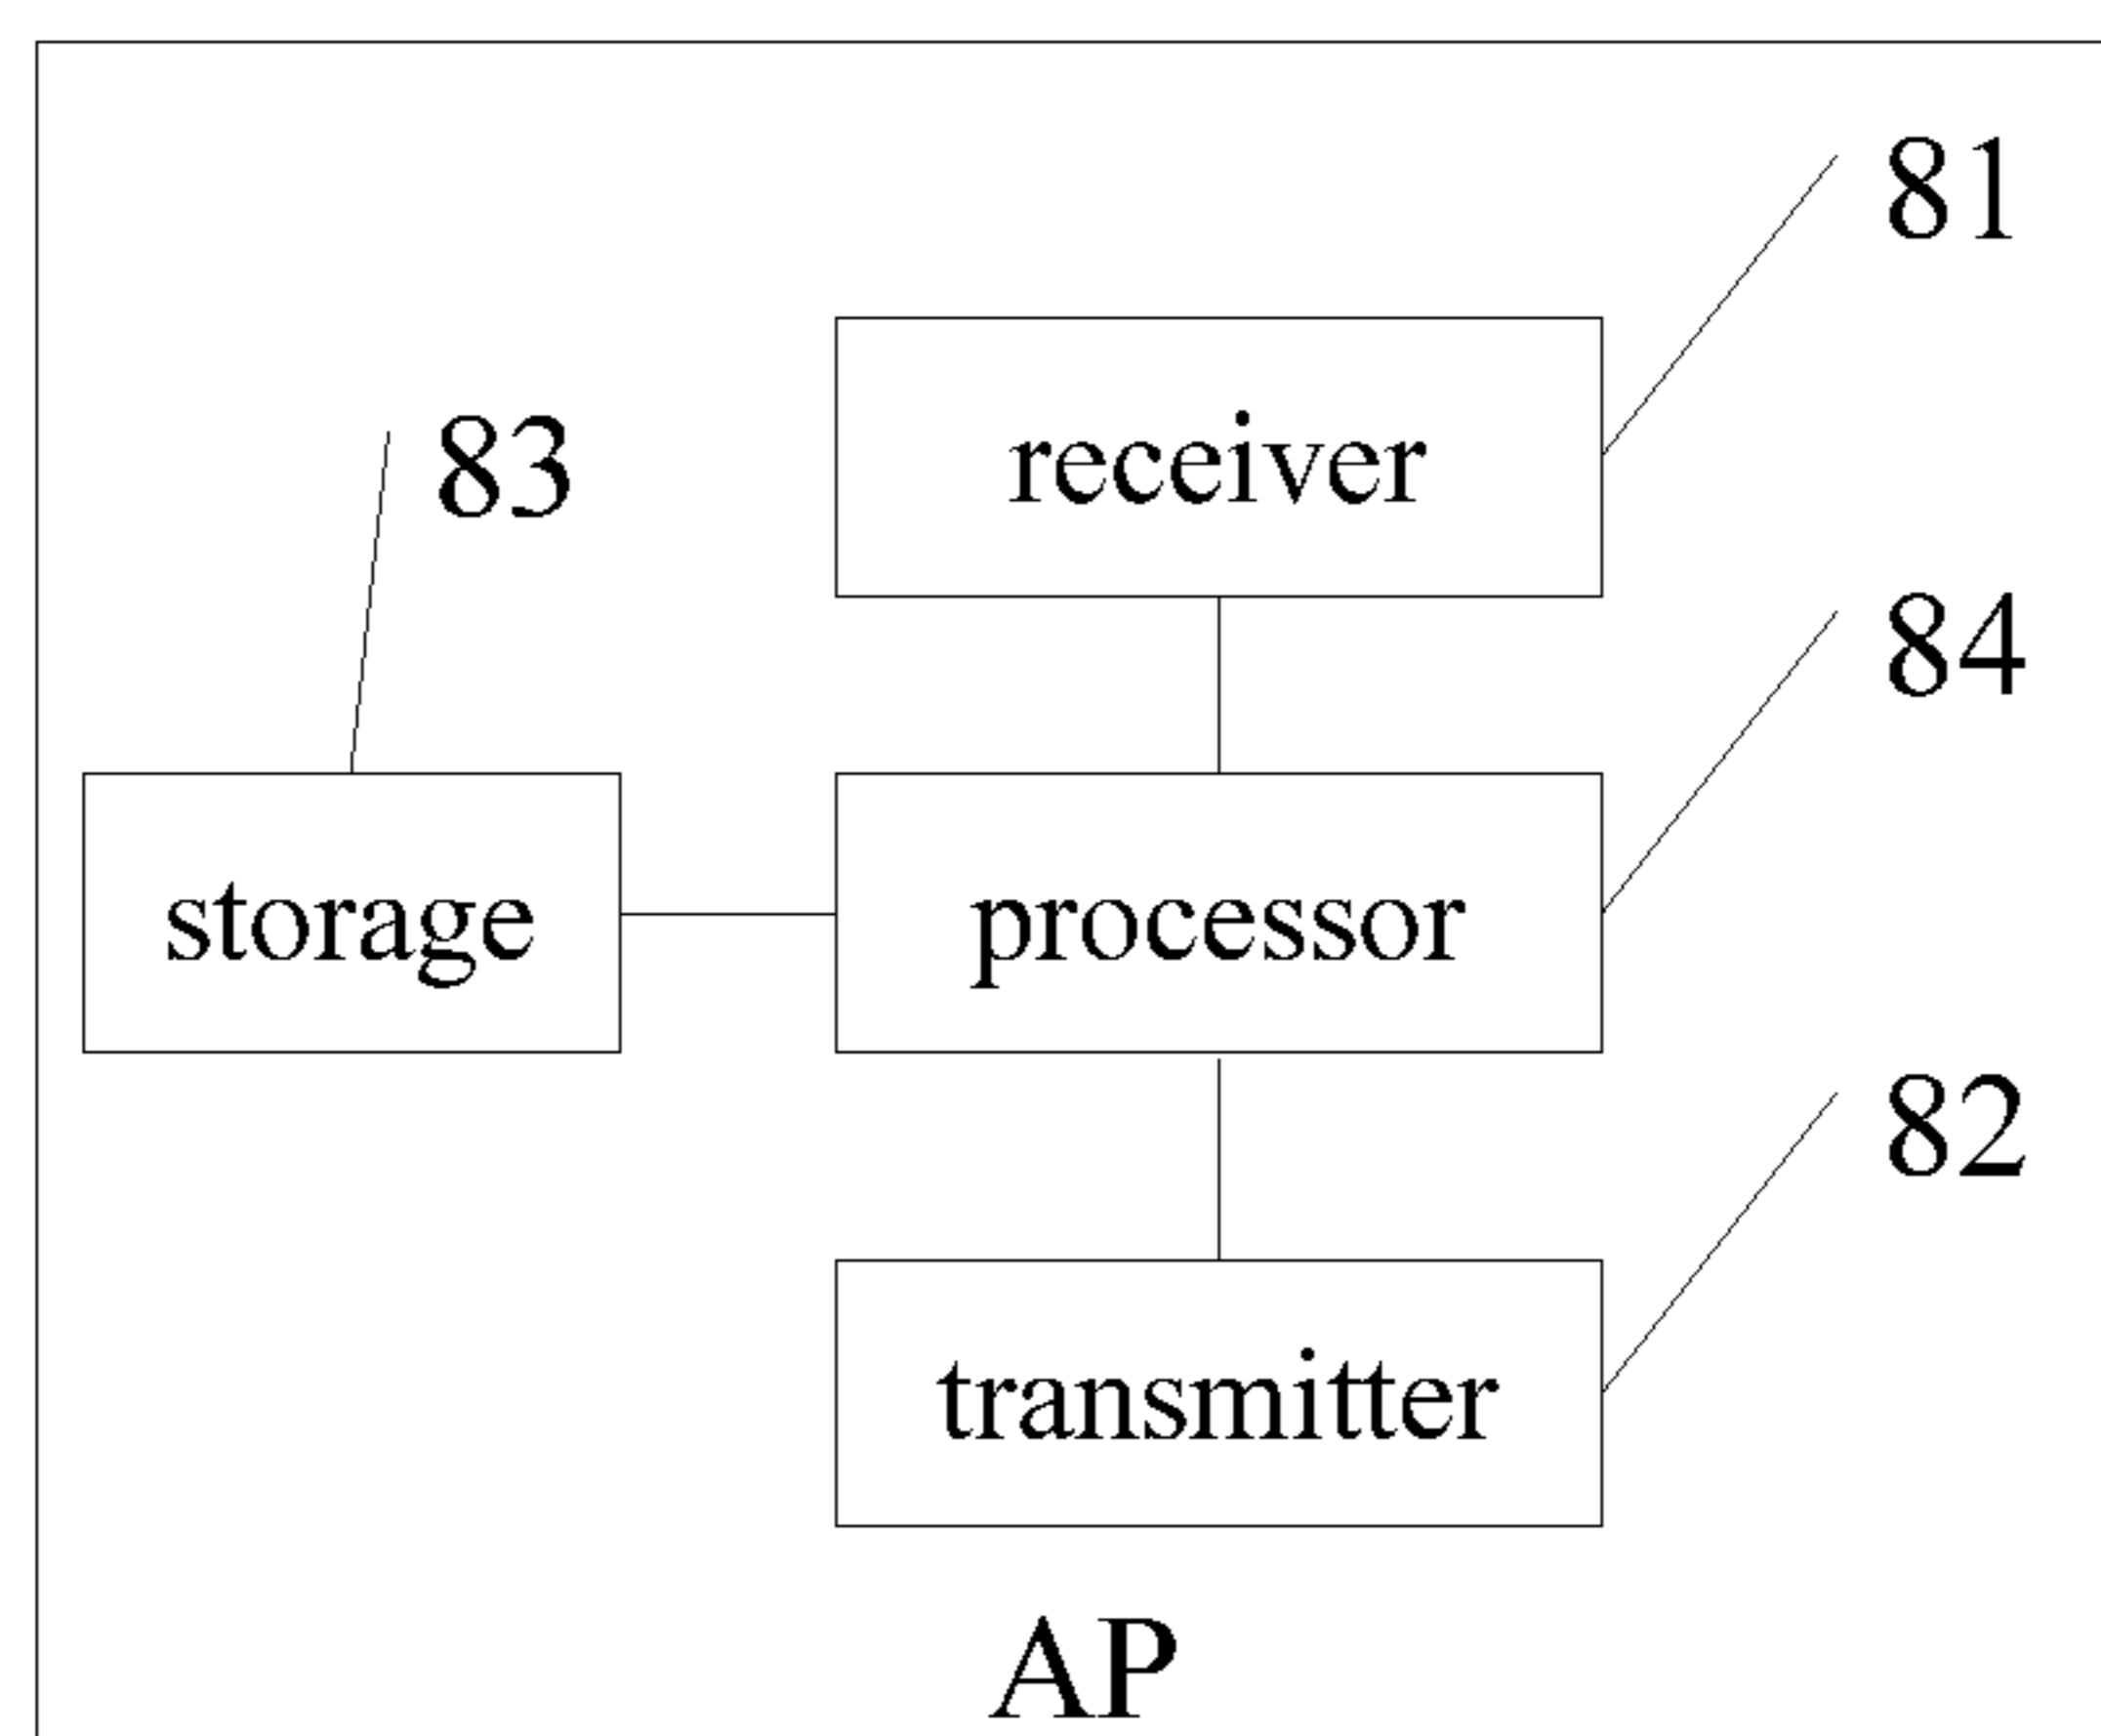 81
receiver
83
84
storage
processor
82
transmitter
AP